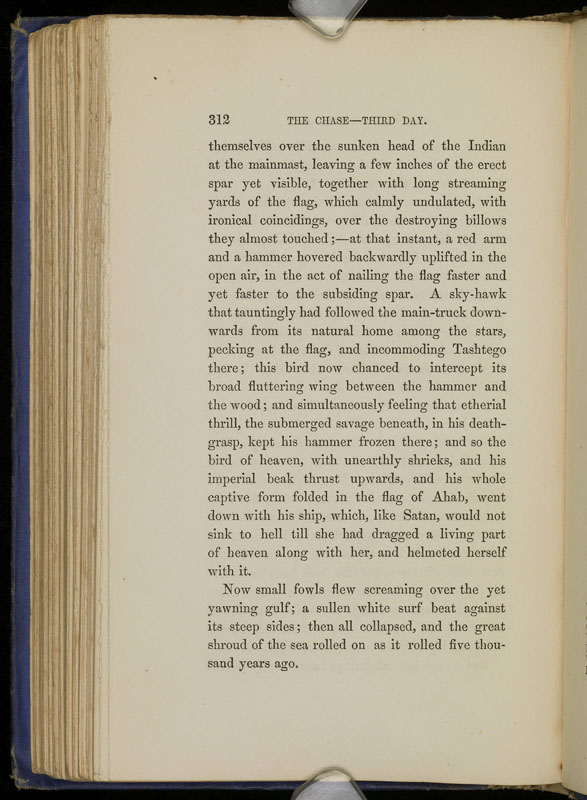 312 THE CHASE—THIRD DAY.
themselves over the sunken head of the Indian
at the mainmast, leaving a few inches of the erect
spar yet visible, together with long streaming
yards of the flag, which calmly undulated, with
ironical coincidings, over the destroying billows
they almost touched;—at that instant, a red arm
and a hammer hovered backwardly uplifted in the
open air, in the act of nailing the flag faster and
yet faster to the subsiding spar. A sky-hawk
that tauntingly had followed the main-truck down-
wards from its natural home among the stars,
pecking at the flag, and incommoding Tashtego
there; this bird now chanced to intercept its
broad fluttering wing between the hammer and
the wood; and simultaneously feeling that etherial
thrill, the submerged savage beneath, in his death-
grasp, kept his hammer frozen there; and so the
bird of heaven, with unearthly shrieks, and his
imperial beak thrust upwards, and his whole
captive form folded in the flag of Ahab, went
down with his ship, which, like Satan, would not
sink to hell till she had dragged a living part
of heaven along with her, and helmeted herself
with it.
Now small fowls flew screaming over the yet
yawning gulf; a sullen white surf beat against
its steep sides; then all collapsed, and the great
shroud of the sea rolled on as it rolled five thou-
sand years ago.